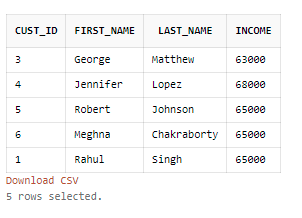 CUST_ID FIRST_NAME LAST_NAME INCOME
3 George Matthew 63000
4 Jennifer Lopez 68000
5 Robert Johnson 65000
6 Meghna Chakraborty 65000
1 Rahul Singh 65000
Download CSV
5 rows selected.